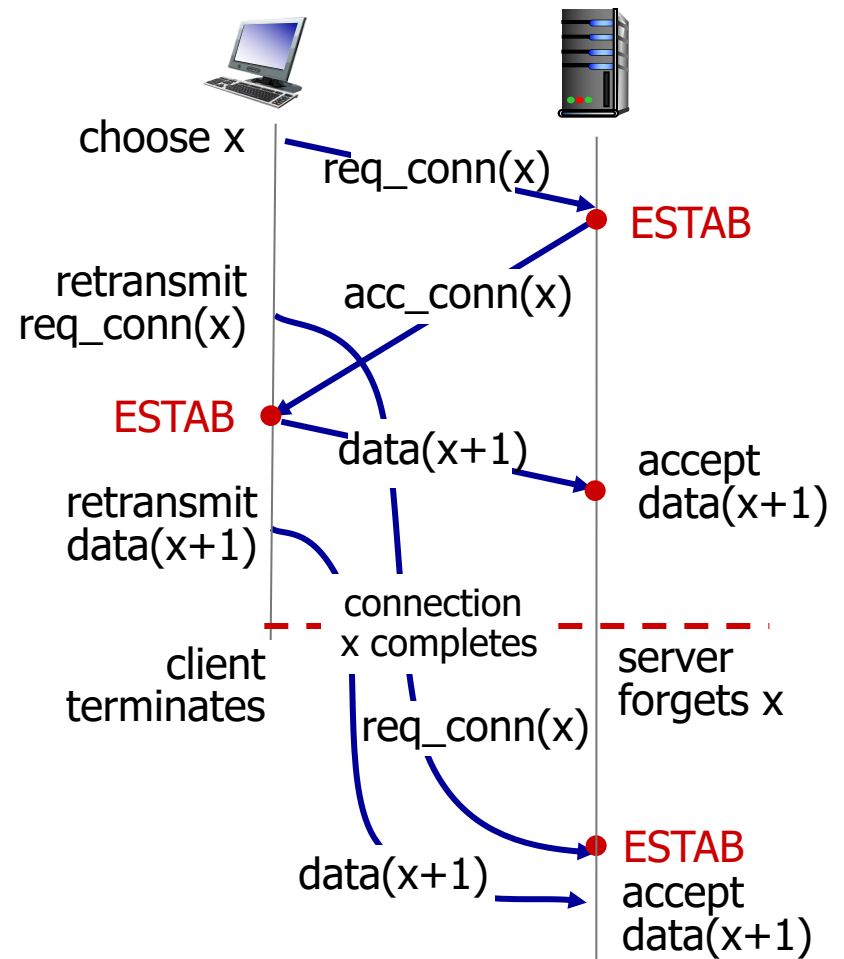 choose x
req_conn(x)
ESTAB
retransmit
req_conn(x)
acc_conn(x)
ESTAB
data(x+1)
accept
data(x+1)
retransmit
data(x+1)
connection
x completes
client
terminates
server
forgets x
req_conn(x)
ESTAB
data(x+1)
accept
data(x+1)